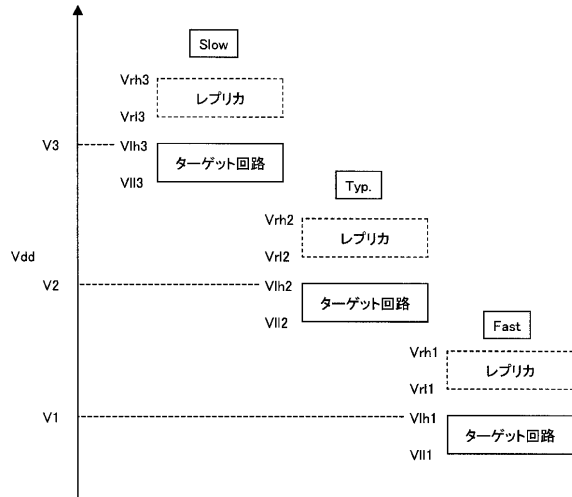 Slow
Vrh3
レプリカ
Vrl3
V3
Vlh3
ターゲット回路
Vll3
Typ.
Vrh2
レプリカ
Vrl2
Vdd
V2
Vlh2
ターゲット回路
Vll2
Fast
Vrh1
レプリカ
Vrl1
V1
Vlh1
ターゲット回路
Vll1